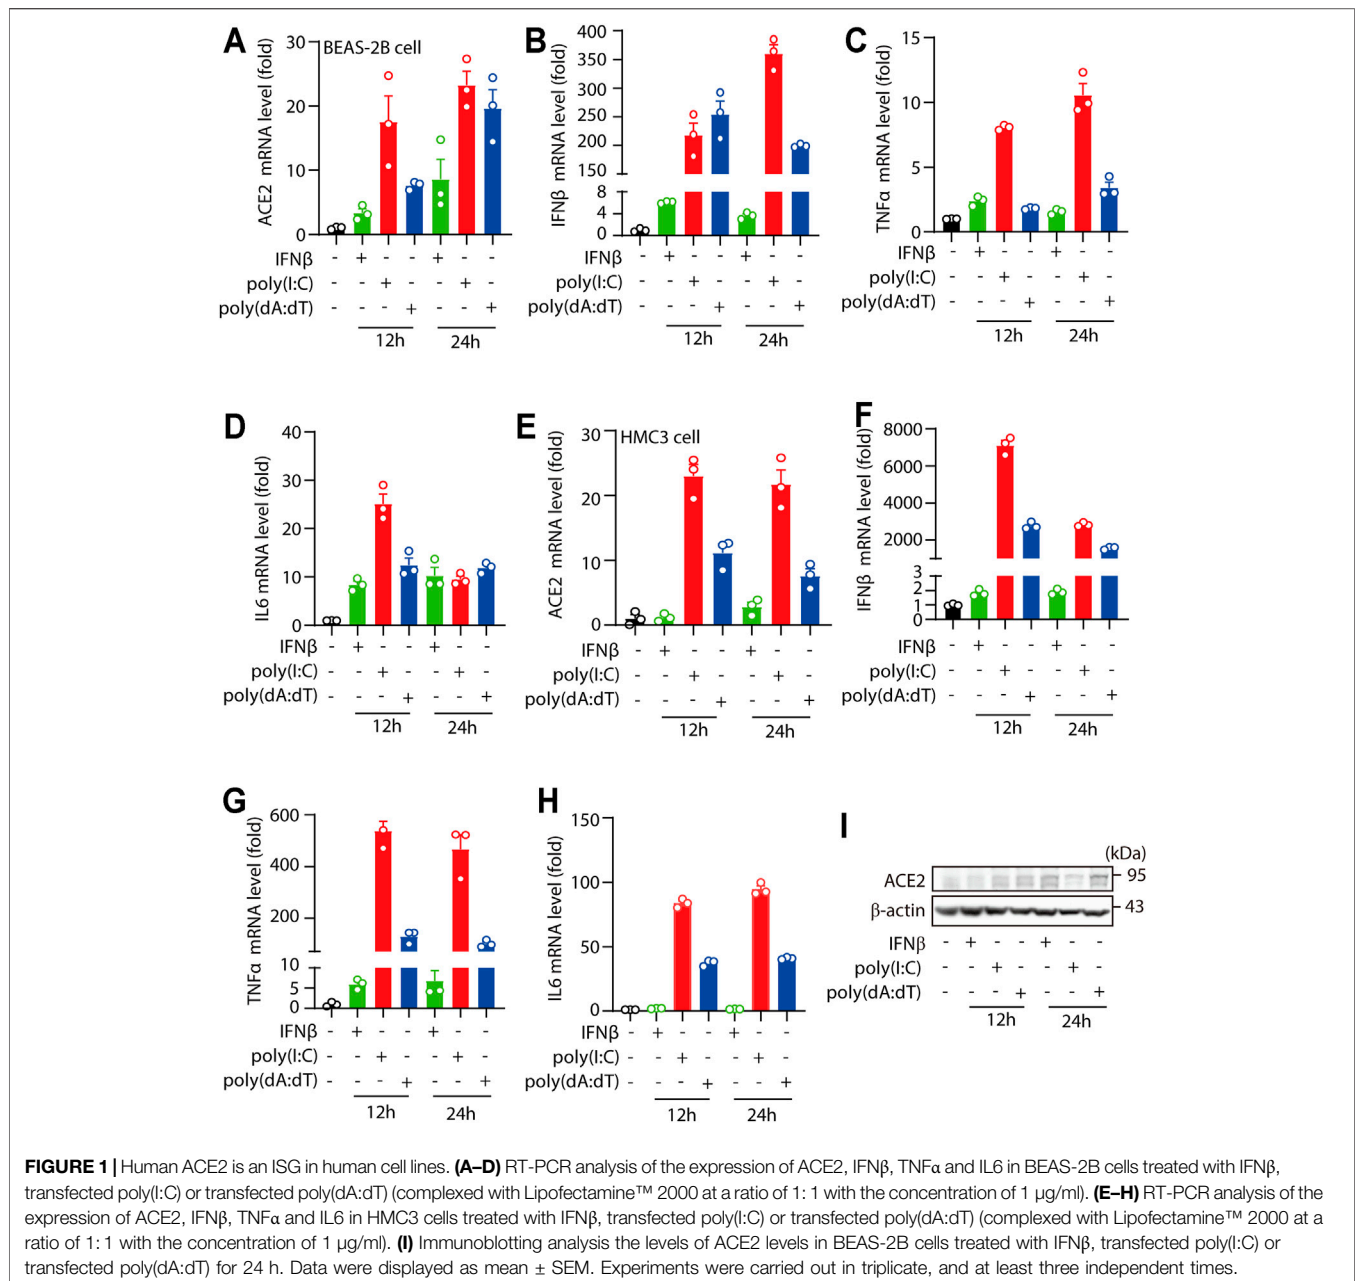 A
BEAS-2B cell
ACE2 mRNA level (fold)
30
20
10
0
IFNβ - + - - + - -
poly(I:C) - - + - - + -
poly(dA:dT) - - - + - - +
12h 24h
B
IFNβ mRNA level (fold)
400
350
300
250
200
150
8
4
0
IFNβ - + - - + - -
poly(I:C) - - + - - + -
poly(dA:dT) - - - + - - +
12h 24h
C
TNFα mRNA level (fold)
15
10
5
0
IFNβ - + - - + - -
poly(I:C) - - + - - + -
poly(dA:dT) - - - + - - +
12h 24h
D
IL6 mRNA level (fold)
40
30
20
10
0
IFNβ - + - - + - -
poly(I:C) - - + - - + -
poly(dA:dT) - - - + - - +
12h 24h
E
HMC3 cell
ACE2 mRNA level (fold)
30
20
10
0
IFNβ - + - - + - -
poly(I:C) - - + - - + -
poly(dA:dT) - - - + - - +
12h 24h
F
IFNβ mRNA level (fold)
8000
6000
4000
2000
3
2
1
0
IFNβ - + - - + - -
poly(I:C) - - + - - + -
poly(dA:dT) - - - + - - +
12h 24h
G
TNFα mRNA level (fold)
600
400
200
10
5
0
IFNβ - + - - + - -
poly(I:C) - - + - - + -
poly(dA:dT) - - - + - - +
12h 24h
H
IL6 mRNA level (fold)
150
100
50
0
IFNβ - + - - + - -
poly(I:C) - - + - - + -
poly(dA:dT) - - - + - - +
12h 24h
I
(kDa)
ACE2 95
β-actin 43
IFNβ - + - - + - -
poly(I:C) - - + - - + -
poly(dA:dT) - - - + - - +
12h 24h
FIGURE 1 | Human ACE2 is an ISG in human cell lines. (A–D) RT-PCR analysis of the expression of ACE2, IFNβ, TNFα and IL6 in BEAS-2B cells treated with IFNβ,
transfected poly(I:C) or transfected poly(dA:dT) (complexed with Lipofectamine™ 2000 at a ratio of 1: 1 with the concentration of 1 μg/ml). (E–H) RT-PCR analysis of the
expression of ACE2, IFNβ, TNFα and IL6 in HMC3 cells treated with IFNβ, transfected poly(I:C) or transfected poly(dA:dT) (complexed with Lipofectamine™ 2000 at a
ratio of 1: 1 with the concentration of 1 μg/ml). (I) Immunoblotting analysis the levels of ACE2 levels in BEAS-2B cells treated with IFNβ, transfected poly(I:C) or
transfected poly(dA:dT) for 24 h. Data were displayed as mean ± SEM. Experiments were carried out in triplicate, and at least three independent times.